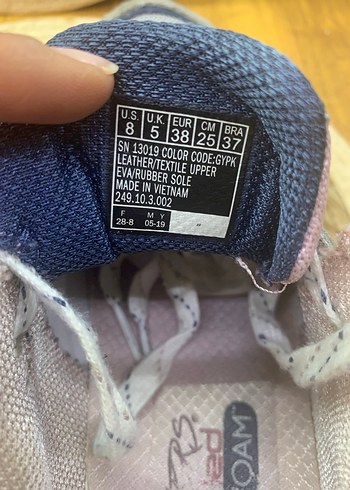 U.S. U.K. EUR CM BRA
8 5 38 25 37
SN 13019 COLOR CODE:GYPK
LEATHER/TEXTILE UPPER
EVA/RUBBER SOLE
MADE IN VIETNAM
249.10.3.002
F M Y
28-8 05-19
OAM